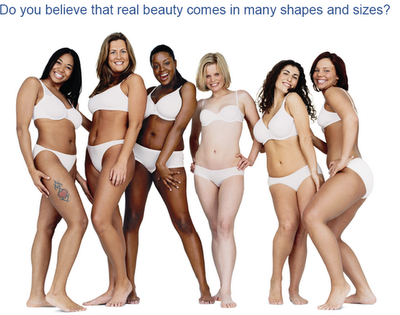 Do you believe that real beauty comes in many shapes and sizes?